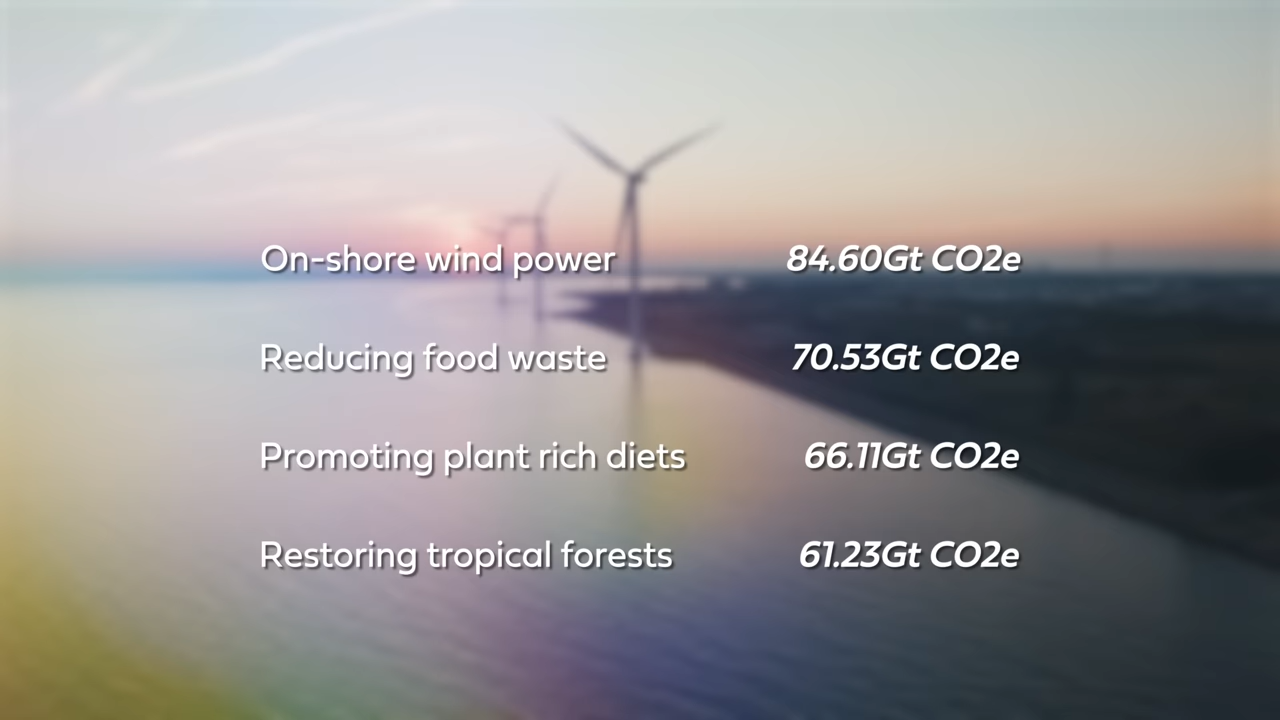 On-shore wind power 84.60Gt CO2e
Reducing food waste 70.53Gt CO2e
Promoting plant rich diets 66.11Gt CO2e
Restoring tropical forests 61.23Gt CO2e